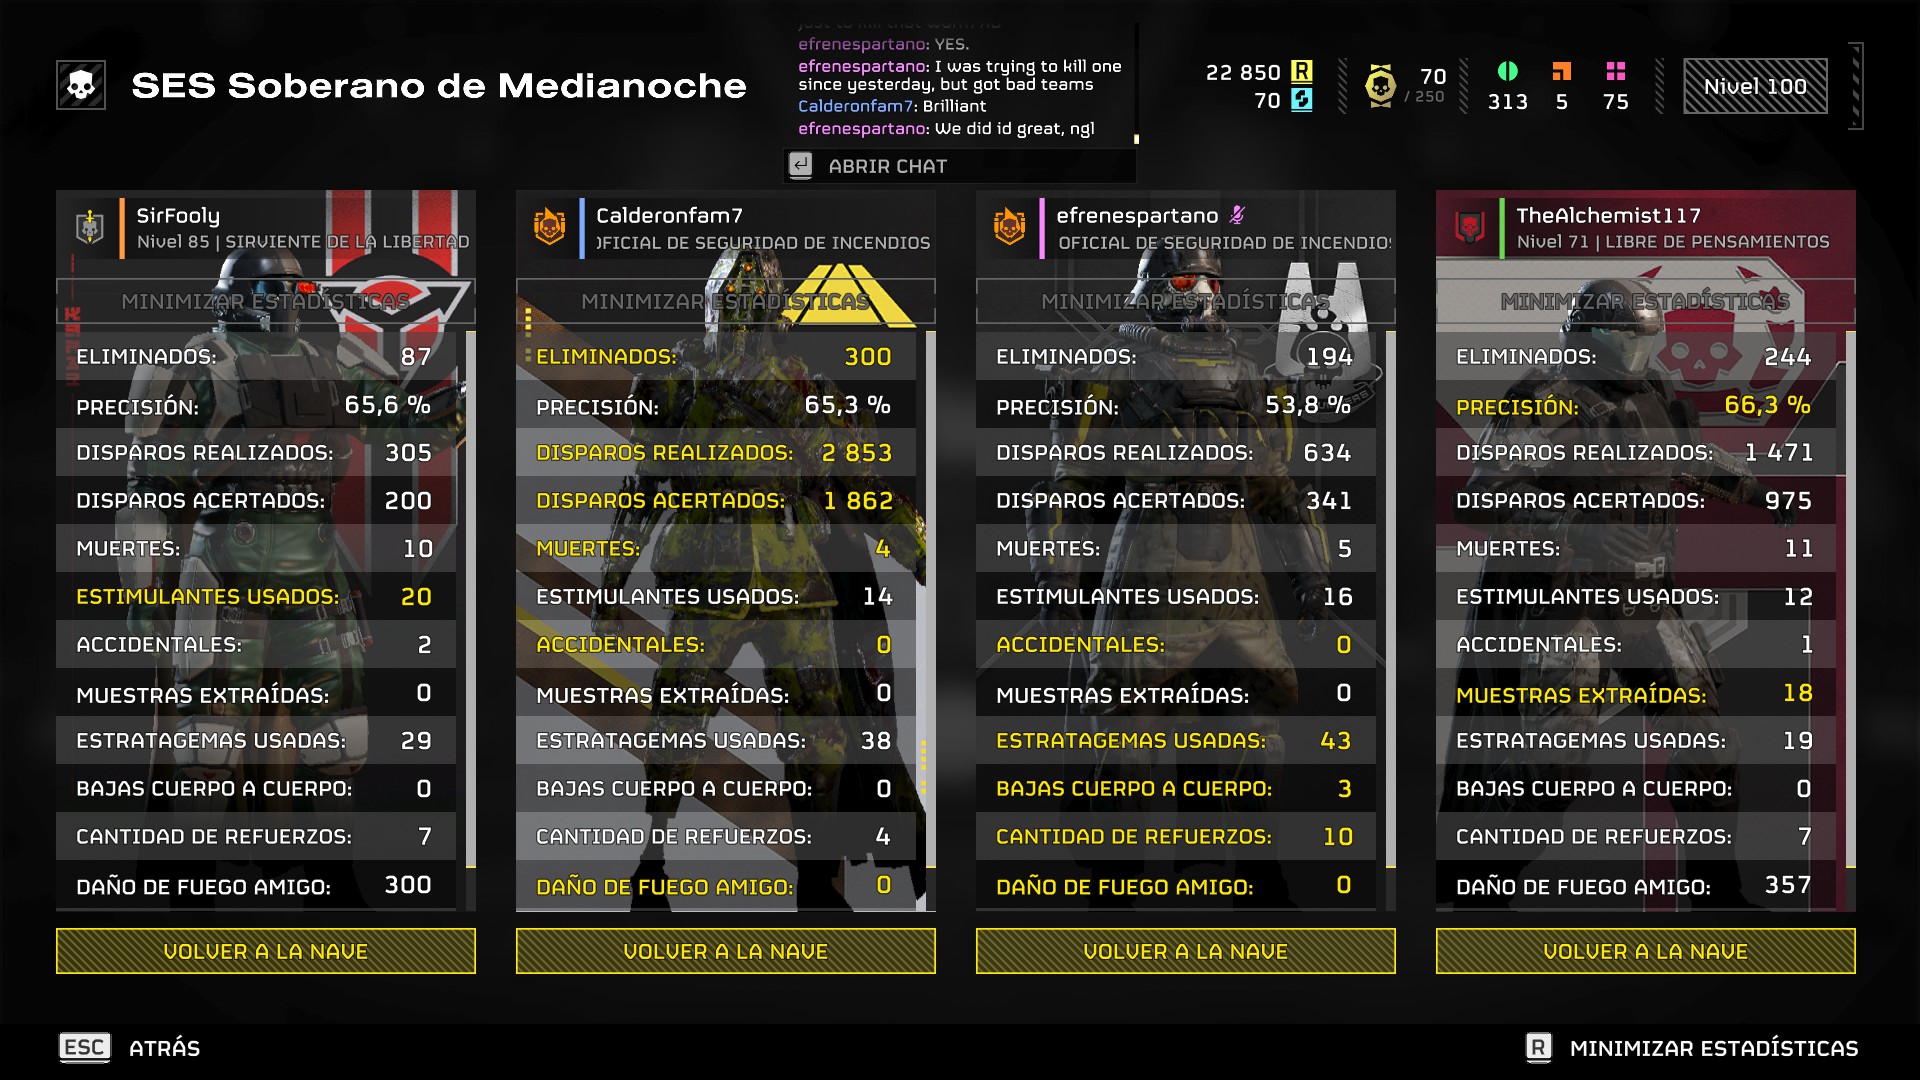 SES Soberano de Medianoche
efrenespartano: YES.
efrenespartano: I was trying to kill one
since yesterday, but got bad teams
Calderonfam7: Brilliant
efrenespartano: We did id great, ngl
ABRIR CHAT
22 850 R
70 S
70
/ 250
313 5 75
Nivel 100
SirFooly
Nivel 85 | SIRVIENTE DE LA LIBERTAD
MINIMIZAR ESTADÍSTICAS
ELIMINADOS: 87
PRECISIÓN: 65,6 %
DISPAROS REALIZADOS: 305
DISPAROS ACERTADOS: 200
MUERTES: 10
ESTIMULANTES USADOS: 20
ACCIDENTALES: 2
MUESTRAS EXTRAÍDAS: 0
ESTRATAGEMAS USADAS: 29
BAJAS CUERPO A CUERPO: 0
CANTIDAD DE REFUERZOS: 7
DAÑO DE FUEGO AMIGO: 300
VOLVER A LA NAVE
Calderonfam7
OFICIAL DE SEGURIDAD DE INCENDIOS
MINIMIZAR ESTADÍSTICAS
ELIMINADOS: 300
PRECISIÓN: 65,3 %
DISPAROS REALIZADOS: 2 853
DISPAROS ACERTADOS: 1 862
MUERTES: 4
ESTIMULANTES USADOS: 14
ACCIDENTALES: 0
MUESTRAS EXTRAÍDAS: 0
ESTRATAGEMAS USADAS: 38
BAJAS CUERPO A CUERPO: 0
CANTIDAD DE REFUERZOS: 4
DAÑO DE FUEGO AMIGO: 0
VOLVER A LA NAVE
efrenespartano
OFICIAL DE SEGURIDAD DE INCENDIOS
MINIMIZAR ESTADÍSTICAS
ELIMINADOS: 194
PRECISIÓN: 53,8 %
DISPAROS REALIZADOS: 634
DISPAROS ACERTADOS: 341
MUERTES: 5
ESTIMULANTES USADOS: 16
ACCIDENTALES: 0
MUESTRAS EXTRAÍDAS: 0
ESTRATAGEMAS USADAS: 43
BAJAS CUERPO A CUERPO: 3
CANTIDAD DE REFUERZOS: 10
DAÑO DE FUEGO AMIGO: 0
VOLVER A LA NAVE
TheAlchemist117
Nivel 71 | LIBRE DE PENSAMIENTOS
MINIMIZAR ESTADÍSTICAS
ELIMINADOS: 244
PRECISIÓN: 66,3 %
DISPAROS REALIZADOS: 1 471
DISPAROS ACERTADOS: 975
MUERTES: 11
ESTIMULANTES USADOS: 12
ACCIDENTALES: 1
MUESTRAS EXTRAÍDAS: 18
ESTRATAGEMAS USADAS: 19
BAJAS CUERPO A CUERPO: 0
CANTIDAD DE REFUERZOS: 7
DAÑO DE FUEGO AMIGO: 357
VOLVER A LA NAVE
ESC ATRÁS
R MINIMIZAR ESTADÍSTICAS